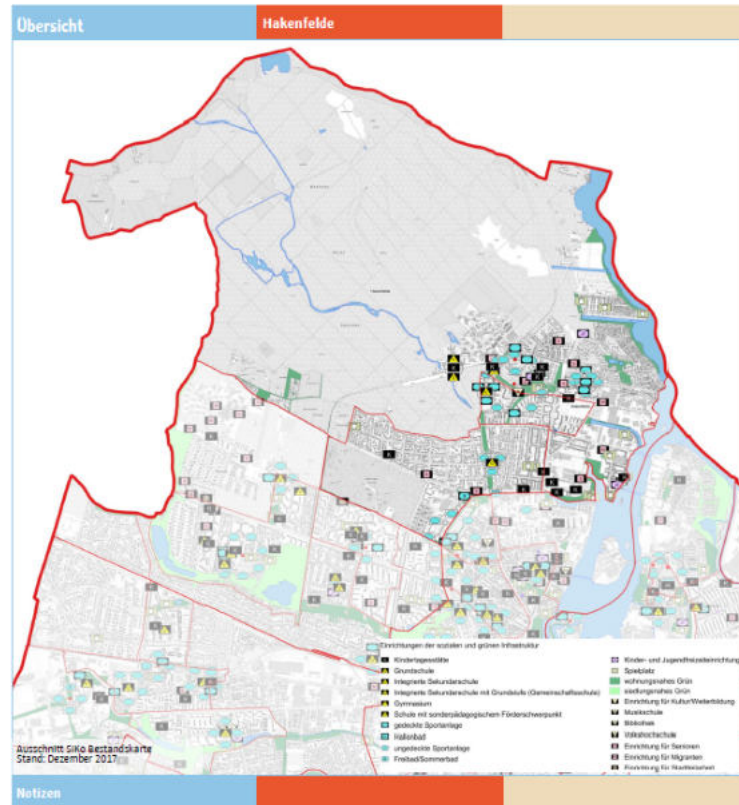 Übersicht
Hakenfelde
Einrichtungen der sozialen und grünen Infrastruktur
Kindertagesstätte
Grundschule
Integrierte Sekundarschule
Integrierte Sekundarschule mit Grundstufe (Gemeinschaftsschule)
Gymnasium
Schule mit sonderpädagogischem Förderschwerpunkt
gedeckte Sportanlage
Hallenbad
ungedeckte Sportanlage
Freibad/Sommerbad
Kinder- und Jugendfreizeiteinrichtung
Spielplatz
wohnungsnahes Grün
siedlungsnahes Grün
Einrichtung für Kultur/Weiterbildung
Musikschule
Bibliothek
Volkshochschule
Einrichtung für Senioren
Einrichtung für Migranten
Einrichtung für Stadtteilarbeit
Ausschnitt SIKo Bestandskarte
Stand: Dezember 2017
Notizen